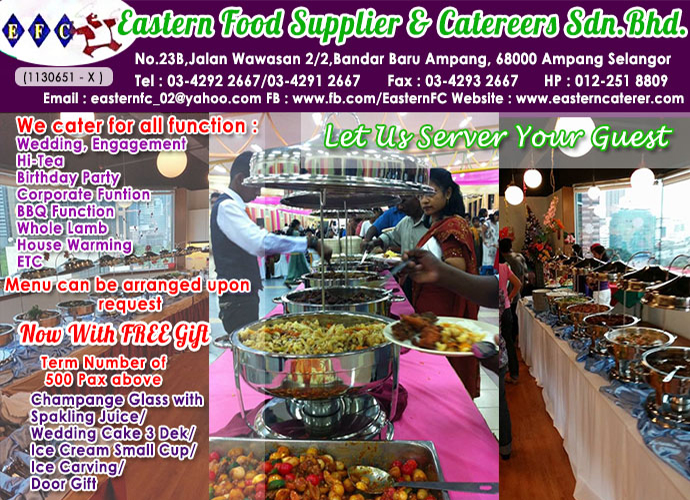 EFC
Eastern Food Supplier & Catereers Sdn.Bhd.
(1130651 - X)
No.23B,Jalan Wawasan 2/2,Bandar Baru Ampang, 68000 Ampang Selangor
Tel : 03-4292 2667/03-4291 2667 Fax : 03-4293 2667 HP : 012-251 8809
Email : easternfc_02@yahoo.com FB : www.fb.com/EasternFC Website : www.easterncaterer.com
We cater for all function :
Wedding, Engagement
Hi-Tea
Birthday Party
Corporate Funtion
BBQ Function
Whole Lamb
House Warming
ETC
Menu can be arranged upon
request
Now With FREE Gift
Term Number of
500 Pax above
Champange Glass with
Spakling Juice/
Wedding Cake 3 Dek/
Ice Cream Small Cup/
Ice Carving/
Door Gift
Let Us Server Your Guest